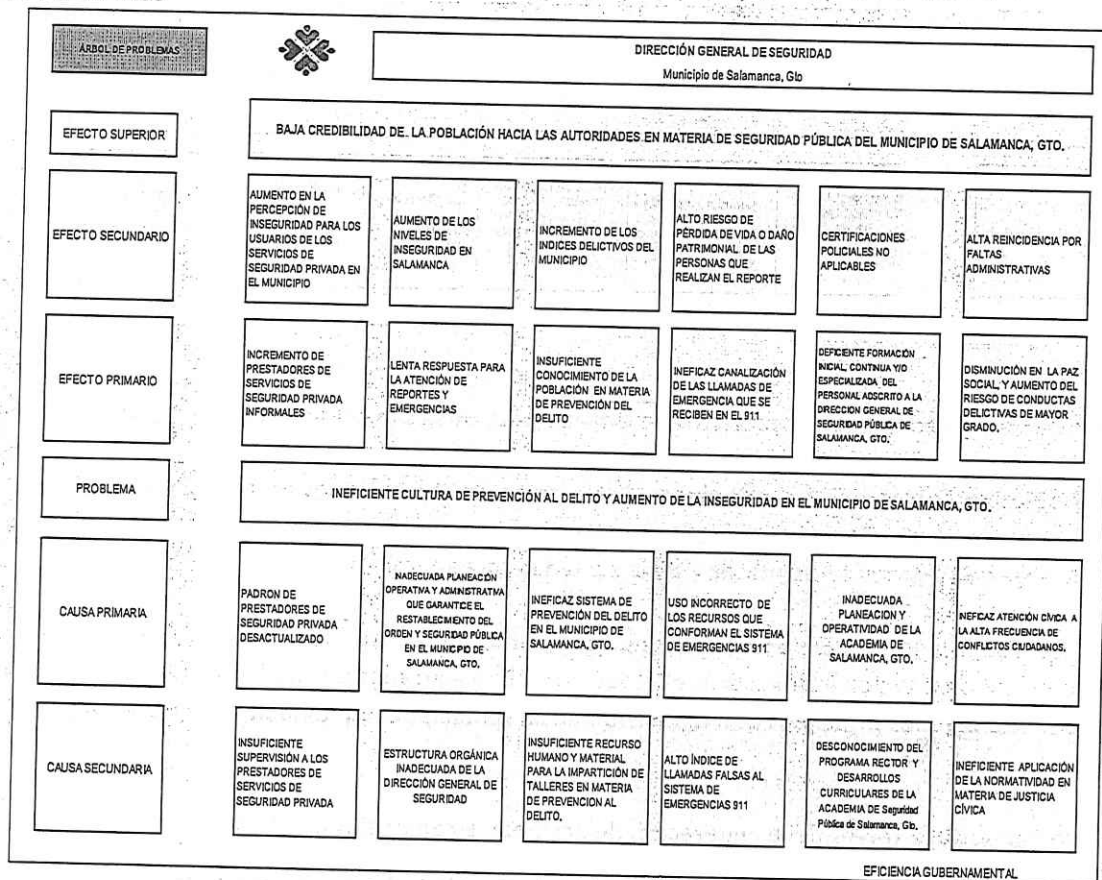 ÁRBOL DE PROBLEMAS
DIRECCIÓN GENERAL DE SEGURIDAD
Municipio de Salamanca, Gto
EFECTO SUPERIOR
BAJA CREDIBILIDAD DE LA POBLACIÓN HACIA LAS AUTORIDADES EN MATERIA DE SEGURIDAD PÚBLICA DEL MUNICIPIO DE SALAMANCA, GTO.
EFECTO SECUNDARIO
AUMENTO EN LA
PERCEPCIÓN DE
INSEGURIDAD PARA LOS
USUARIOS DE LOS
SERVICIOS DE
SEGURIDAD PRIVADA EN
EL MUNICIPIO
AUMENTO DE LOS
NIVELES DE
INSEGURIDAD EN
SALAMANCA
INCREMENTO DE LOS
INDICES DELICTIVOS DEL
MUNICIPIO
ALTO RIESGO DE
PÉRDIDA DE VIDA O DAÑO
PATRIMONIAL DE LAS
PERSONAS QUE
REALIZAN EL REPORTE
CERTIFICACIONES
POLICIALES NO
APLICABLES
ALTA REINCIDENCIA POR
FALTAS
ADMINISTRATIVAS
EFECTO PRIMARIO
INCREMENTO DE
PRESTADORES DE
SERVICIOS DE
SEGURIDAD PRIVADA
INFORMALES
LENTA RESPUESTA PARA
LA ATENCIÓN DE
REPORTES Y
EMERGENCIAS
INSUFICIENTE
CONOCIMIENTO DE LA
POBLACIÓN EN MATERIA
DE PREVENCIÓN DEL
DELITO
INEFICAZ CANALIZACIÓN
DE LAS LLAMADAS DE
EMERGENCIA QUE SE
RECIBEN EN EL 911
DEFICIENTE FORMACIÓN
INICIAL, CONTINUA Y/O
ESPECIALIZADA DEL
PERSONAL ADSCRITO A LA
DIRECCION GENERAL DE
SEGURIDAD PÚBLICA DE
SALAMANCA, GTO.
DISMINUCIÓN EN LA PAZ
SOCIAL, Y AUMENTO DEL
RIESGO DE CONDUCTAS
DELICTIVAS DE MAYOR
GRADO.
PROBLEMA
INEFICIENTE CULTURA DE PREVENCIÓN AL DELITO Y AUMENTO DE LA INSEGURIDAD EN EL MUNICIPIO DE SALAMANCA, GTO.
CAUSA PRIMARIA
PADRON DE
PRESTADORES DE
SEGURIDAD PRIVADA
DESACTUALIZADO
INADECUADA PLANEACIÓN
OPERATIVA Y ADMINISTRATIVA
QUE GARANTICE EL
RESTABLECIMIENTO DEL
ORDEN Y SEGURIDAD PÚBLICA
EN EL MUNICPIO DE
SALAMANCA, GTO.
INEFICAZ SISTEMA DE
PREVENCIÓN DEL DELITO
EN EL MUNICIPIO DE
SALAMANCA, GTO.
USO INCORRECTO DE
LOS RECURSOS QUE
CONFORMAN EL SISTEMA
DE EMERGENCIAS 911
INADECUADA
PLANEACION Y
OPERATIVIDAD DE LA
ACADEMIA DE
SALAMANCA, GTO.
INEFICAZ ATENCIÓN CÍVICA A
LA ALTA FRECUENCIA DE
CONFLICTOS CIUDADANOS.
CAUSA SECUNDARIA
INSUFICIENTE
SUPERVISIÓN A LOS
PRESTADORES DE
SERVICIOS DE
SEGURIDAD PRIVADA
ESTRUCTURA ORGÁNICA
INADECUADA DE LA
DIRECCIÓN GENERAL DE
SEGURIDAD
INSUFICIENTE RECURSO
HUMANO Y MATERIAL
PARA LA IMPARTICIÓN DE
TALLERES EN MATERIA
DE PREVENCION AL
DELITO.
ALTO ÍNDICE DE
LLAMADAS FALSAS AL
SISTEMA DE
EMERGENCIAS 911
DESCONOCIMIENTO DEL
PROGRAMA RECTOR Y
DESARROLLOS
CURRICULARES DE LA
ACADEMIA DE Seguridad
Pública de Salamanca, Gto.
INEFICIENTE APLICACIÓN
DE LA NORMATIVIDAD EN
MATERIA DE JUSTICIA
CÍVICA
EFICIENCIA GUBERNAMENTAL